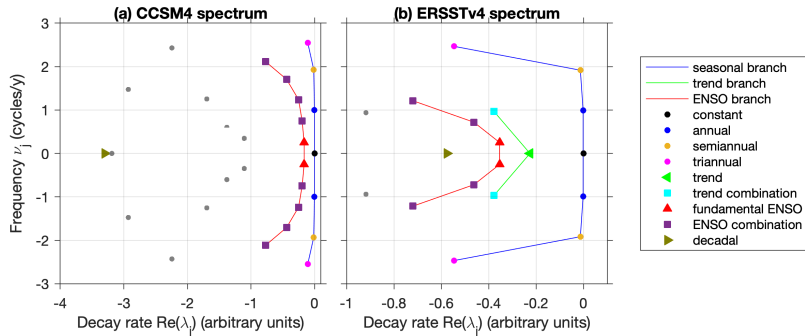 (a) CCSM4 spectrum
(b) ERSSTv4 spectrum
Frequency νj (cycles/y)
3
2
1
0
-1
-2
-3
-4
-3
-2
-1
0
-1
-0.8
-0.6
-0.4
-0.2
0
Decay rate Re(λj) (arbitrary units)
Decay rate Re(λj) (arbitrary units)
seasonal branch
trend branch
ENSO branch
constant
annual
semiannual
triannual
trend
trend combination
fundamental ENSO
ENSO combination
decadal